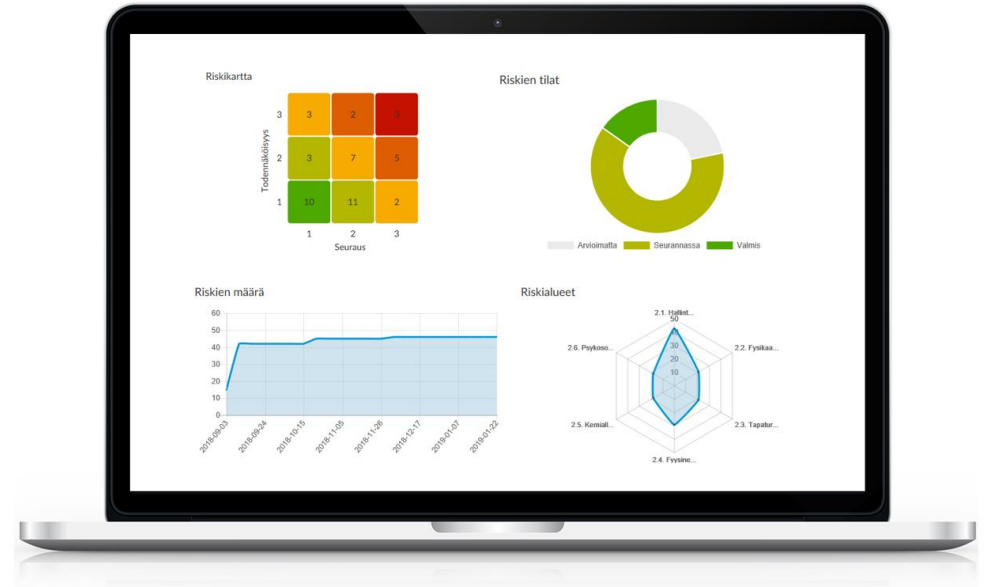 Riskikartta
3 3 2 3
2 3 7 5
1 10 11 2
Todennäköisyys
1 2 3
Seuraus
Riskien tilat
Arvioimatta Seurannassa Valmis
Riskien määrä
60
50
40
30
20
10
0
2018-09-03 2018-09-24 2018-10-15 2018-11-05 2018-11-26 2018-12-17 2019-01-07 2019-01-22
Riskialueet
2.1. Hallint...
50
30
20
10
2.6. Psykoso... 2.2. Fysikaa...
2.5. Kemiall... 2.3. Tapatur...
2.4. Fyysine...